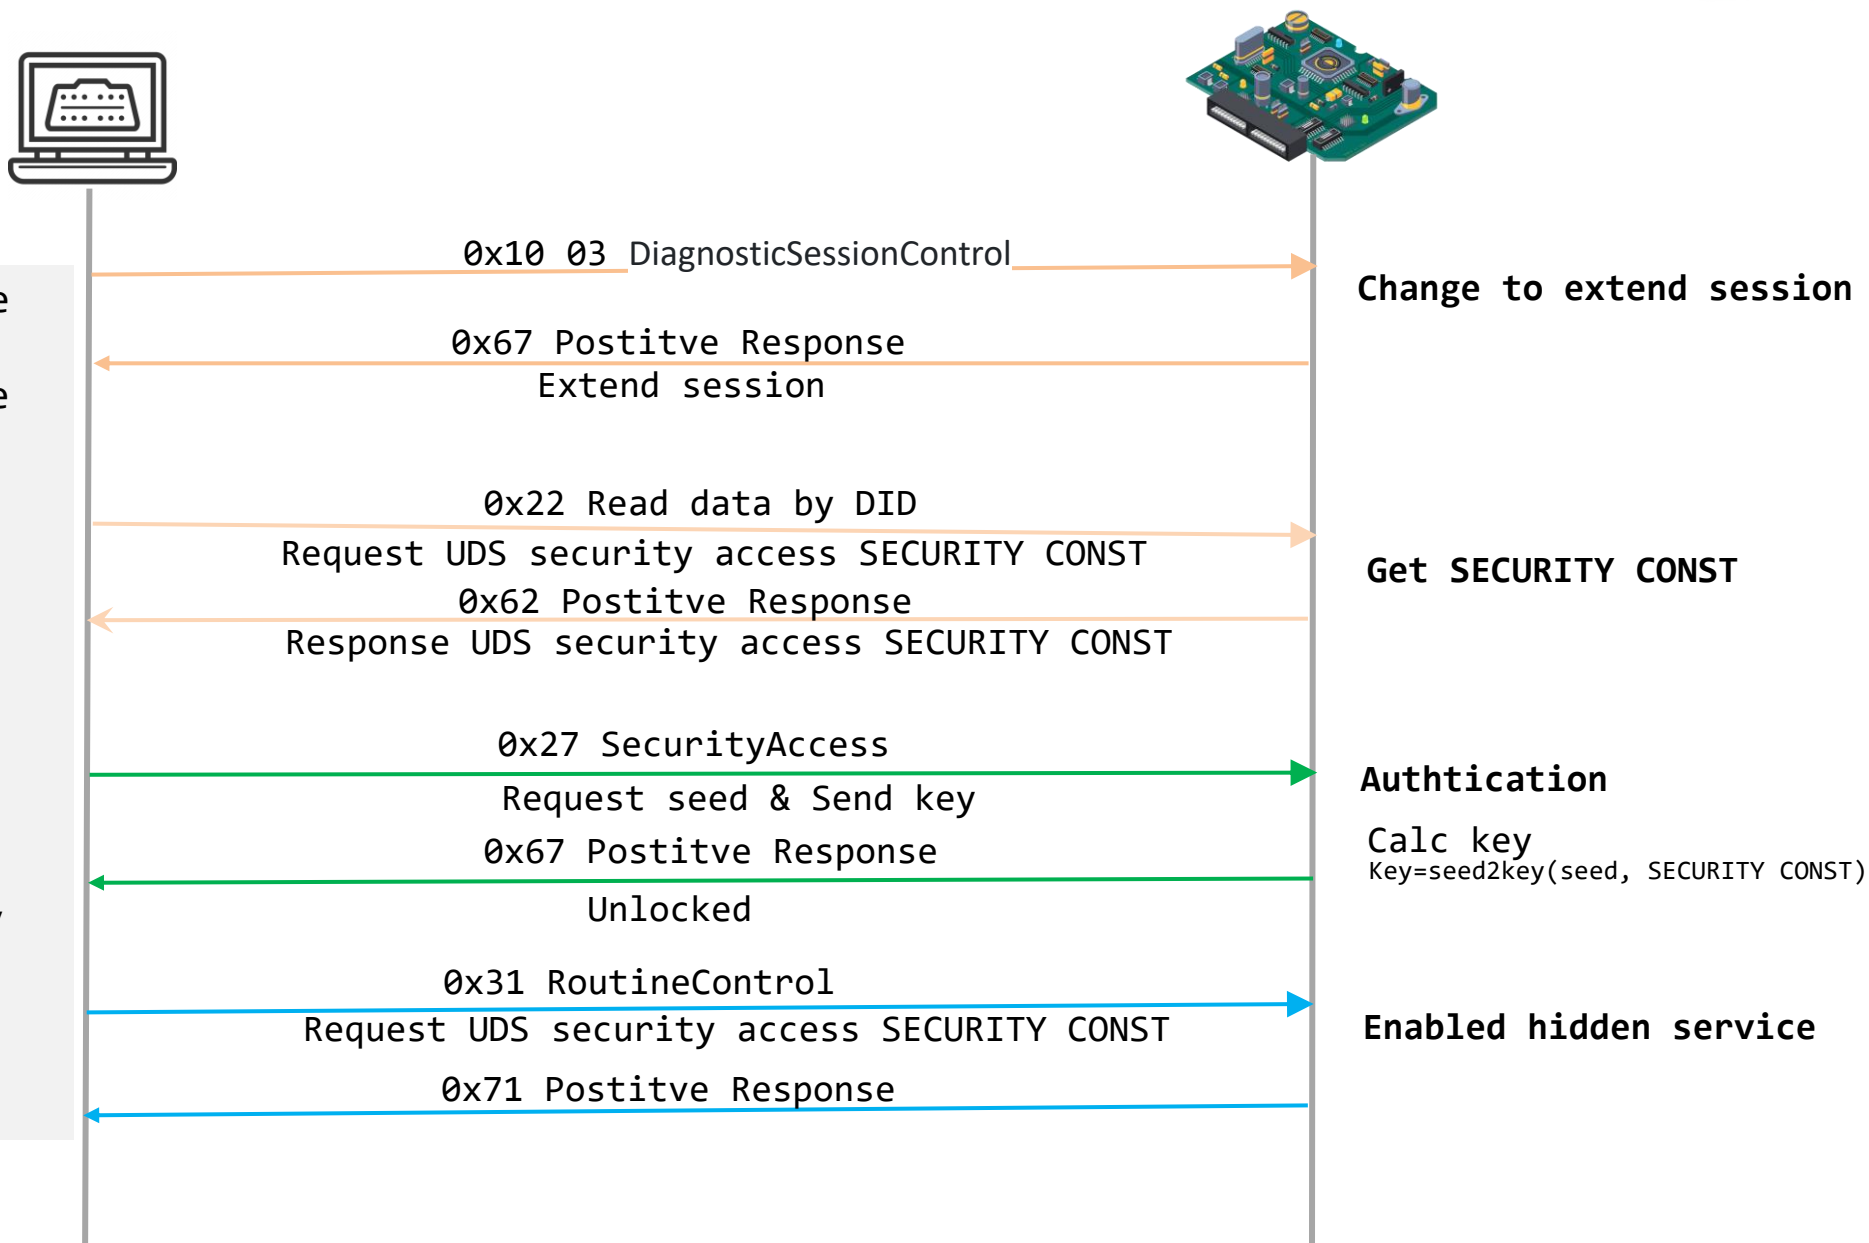 0x10 03 DiagnosticSessionControl
Change to extend session
0x67 Postitve Response
Extend session
0x22 Read data by DID
Request UDS security access SECURITY CONST
Get SECURITY CONST
0x62 Postitve Response
Response UDS security access SECURITY CONST
0x27 SecurityAccess
Authtication
Request seed & Send key
Calc key
0x67 Postitve Response
Key=seed2key(seed, SECURITY CONST)
Unlocked
0x31 RoutineControl
Request UDS security access SECURITY CONST
Enabled hidden service
0x71 Postitve Response